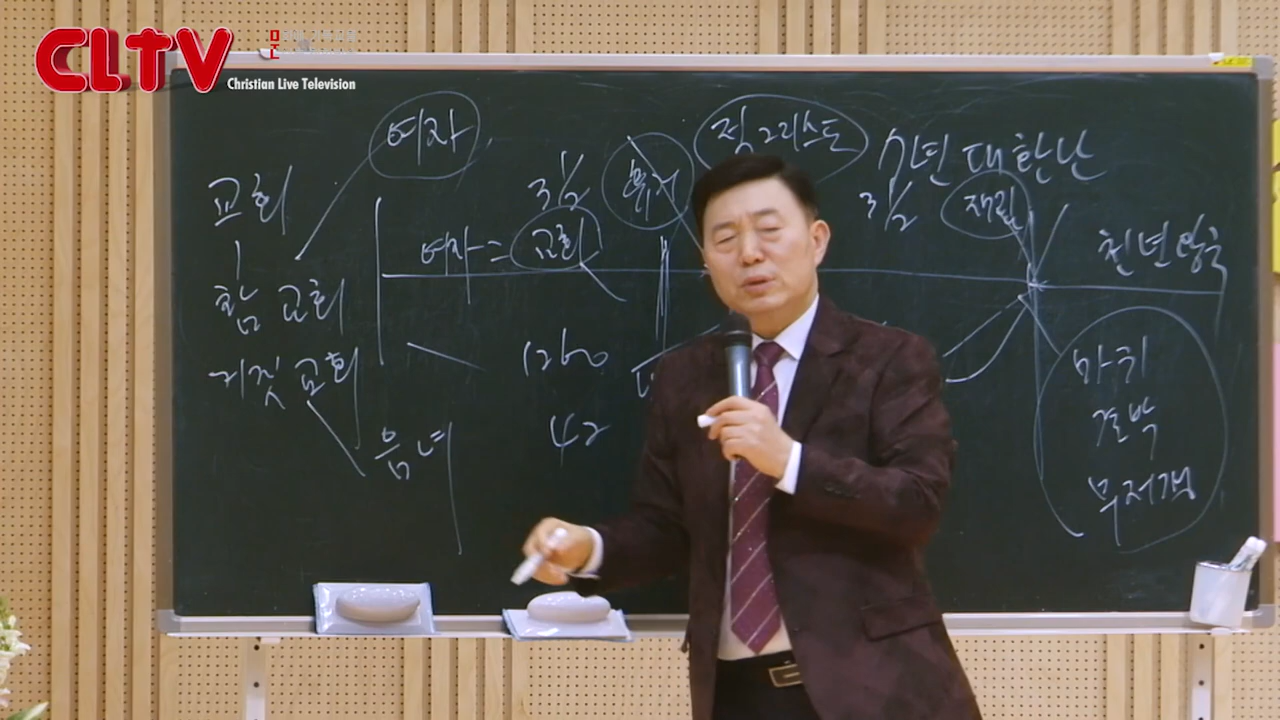 CLTV
Christian Live Television
여자
적그리스도
7년 대환난
교회
3½
휴거
3½
재림
여자 = 교회
천년왕국
참 교회
1260
마귀
거짓 교회
42
결박
음녀
무저갱